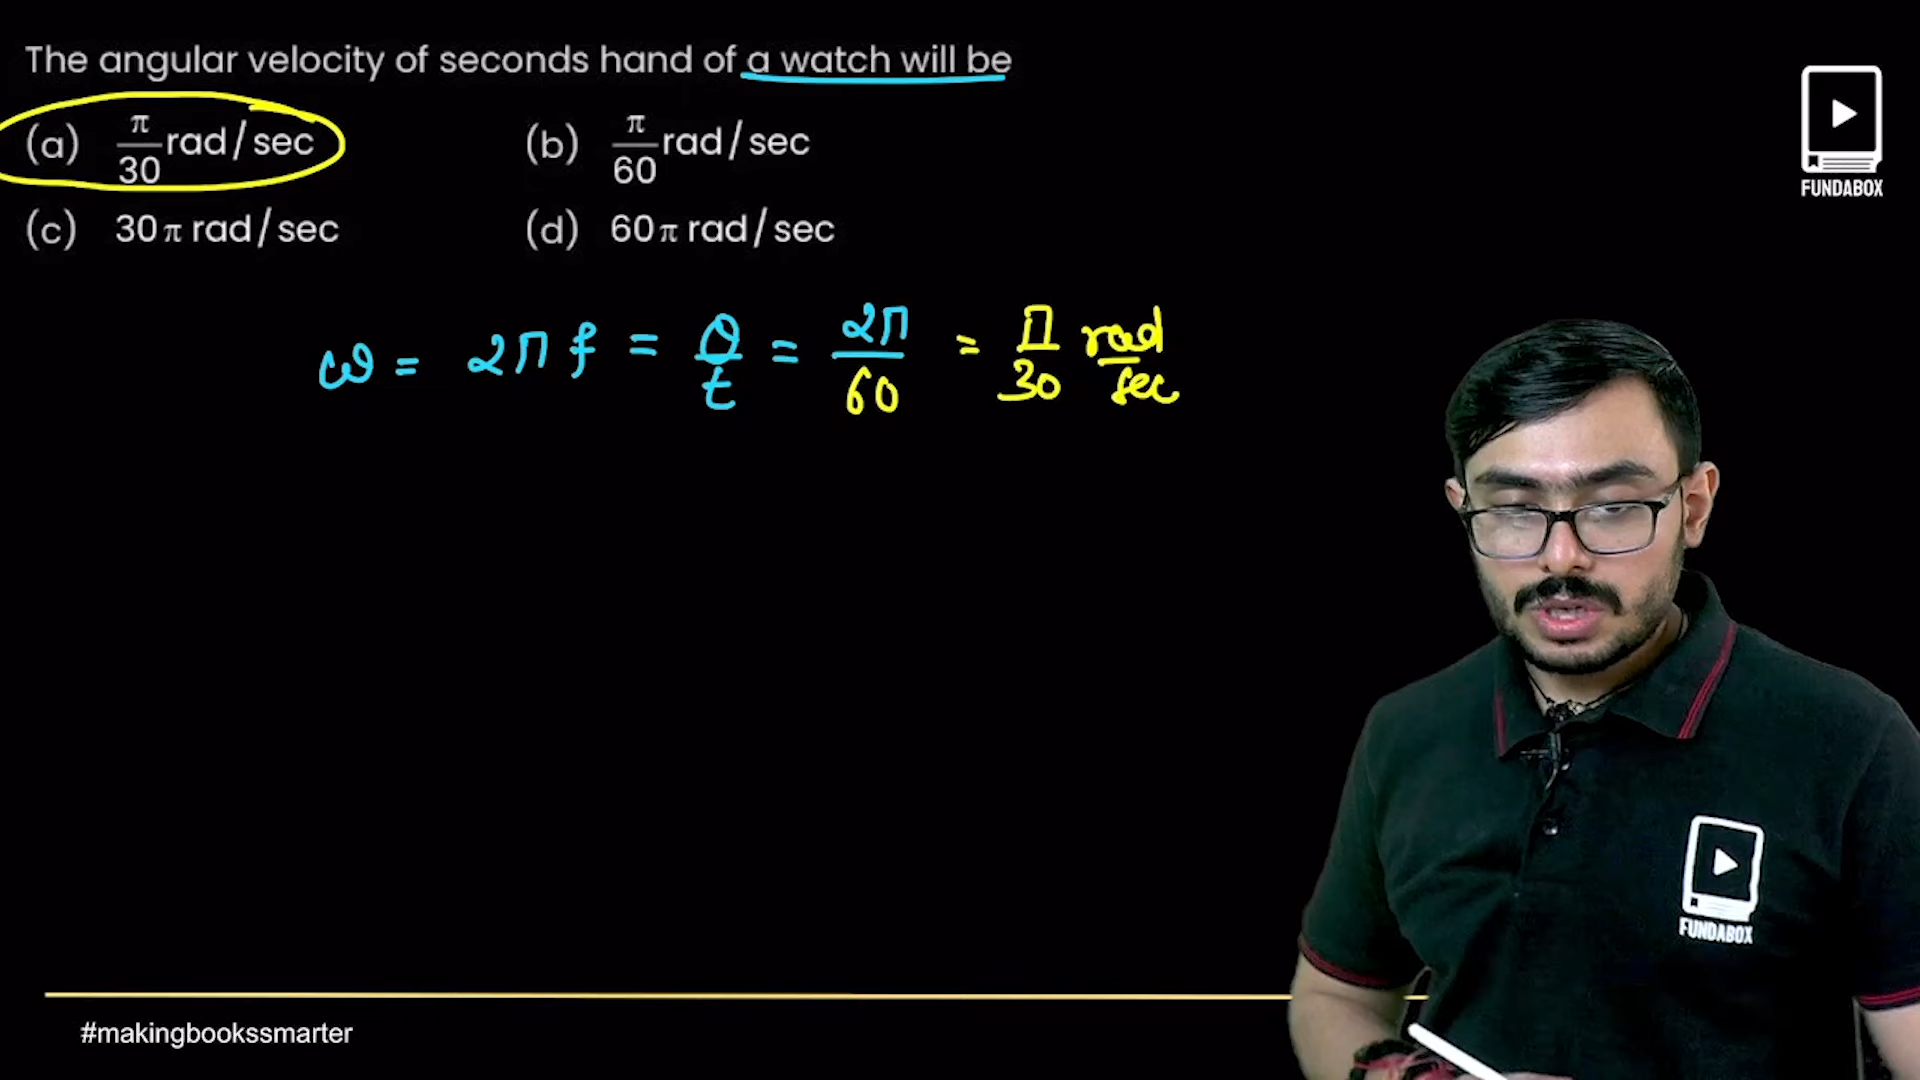 The angular velocity of seconds hand of a watch will be
(a) π/30 rad/sec (b) π/60 rad/sec
(c) 30π rad/sec (d) 60π rad/sec
FUNDABOX
ω = 2πf = θ/t = 2π/60 = π/30 rad/sec
FUNDABOX
#makingbookssmarter